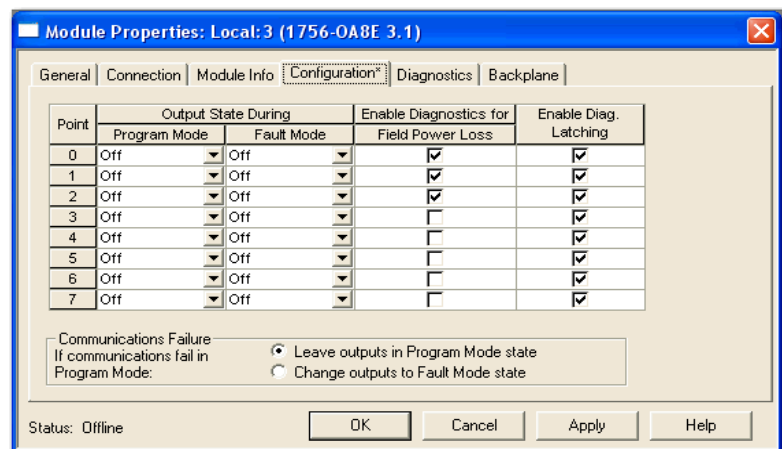 Module Properties: Local:3 (1756-OA8E 3.1)
General Connection Module Info Configuration* Diagnostics Backplane
Point Output State During Enable Diagnostics for Enable Diag. Latching
Program Mode Fault Mode Field Power Loss
0 Off Off
1 Off Off
2 Off Off
3 Off Off
4 Off Off
5 Off Off
6 Off Off
7 Off Off
Communications Failure
If communications fail in Program Mode:
Leave outputs in Program Mode state
Change outputs to Fault Mode state
Status: Offline OK Cancel Apply Help